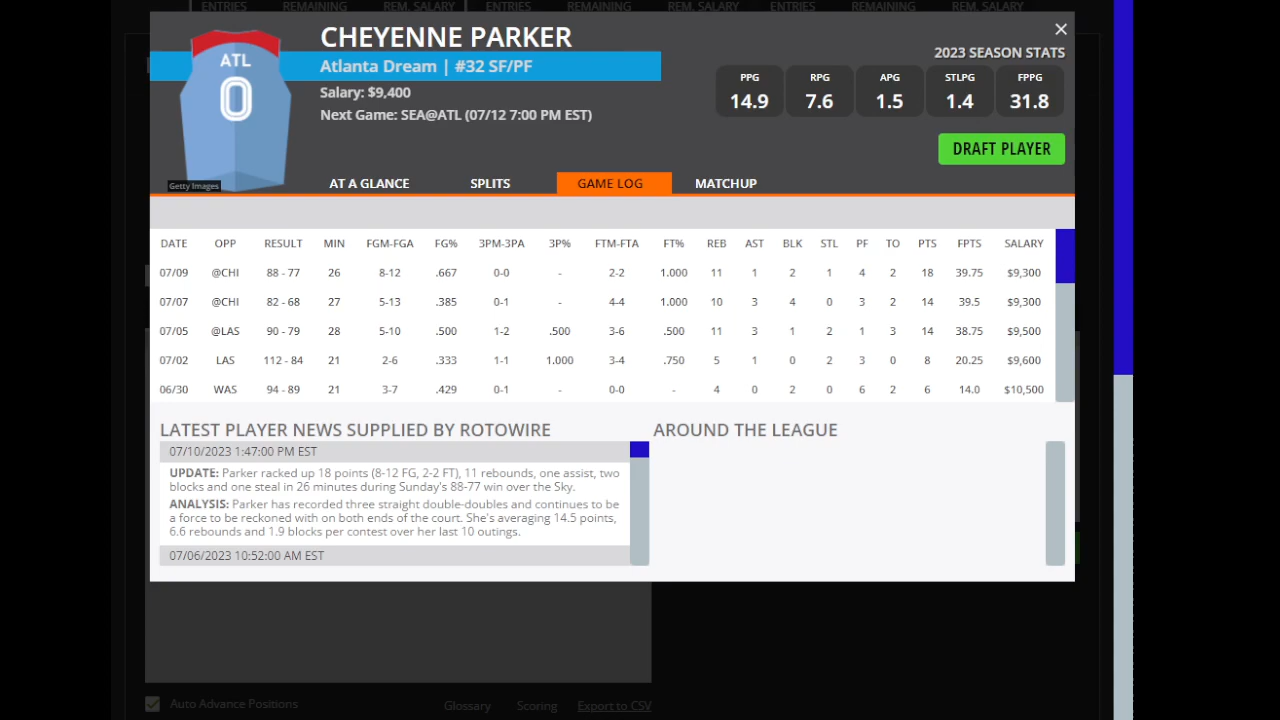 ENTRIES REMAINING REM. SALARY ENTRIES REMAINING REM. SALARY ENTRIES REMAINING REM. SALARY
CHEYENNE PARKER
Atlanta Dream | #32 SF/PF
Salary: $9,400
Next Game: SEA@ATL (07/12 7:00 PM EST)
ATL
0
Getty Images
2023 SEASON STATS
PPG RPG APG STLPG FPPG
14.9 7.6 1.5 1.4 31.8
DRAFT PLAYER
AT A GLANCE SPLITS GAME LOG MATCHUP
DATE OPP RESULT MIN FGM-FGA FG% 3PM-3PA 3P% FTM-FTA FT% REB AST BLK STL PF TO PTS FPTS SALARY
07/09 @CHI 88 - 77 26 8-12 .667 0-0 - 2-2 1.000 11 1 2 1 4 2 18 39.75 $9,300
07/07 @CHI 82 - 68 27 5-13 .385 0-1 - 4-4 1.000 10 3 4 0 3 2 14 39.5 $9,300
07/05 @LAS 90 - 79 28 5-10 .500 1-2 .500 3-6 .500 11 3 1 2 1 3 14 38.75 $9,500
07/02 LAS 112 - 84 21 2-6 .333 1-1 1.000 3-4 .750 5 1 0 2 3 0 8 20.25 $9,600
06/30 WAS 94 - 89 21 3-7 .429 0-1 - 0-0 - 4 0 2 0 6 2 6 14.0 $10,500
LATEST PLAYER NEWS SUPPLIED BY ROTOWIRE
07/10/2023 1:47:00 PM EST
UPDATE: Parker racked up 18 points (8-12 FG, 2-2 FT), 11 rebounds, one assist, two
blocks and one steal in 26 minutes during Sunday's 88-77 win over the Sky.
ANALYSIS: Parker has recorded three straight double-doubles and continues to be
a force to be reckoned with on both ends of the court. She's averaging 14.5 points,
6.6 rebounds and 1.9 blocks per contest over her last 10 outings.
07/06/2023 10:52:00 AM EST
AROUND THE LEAGUE
Auto Advance Positions
Glossary Scoring Export to CSV